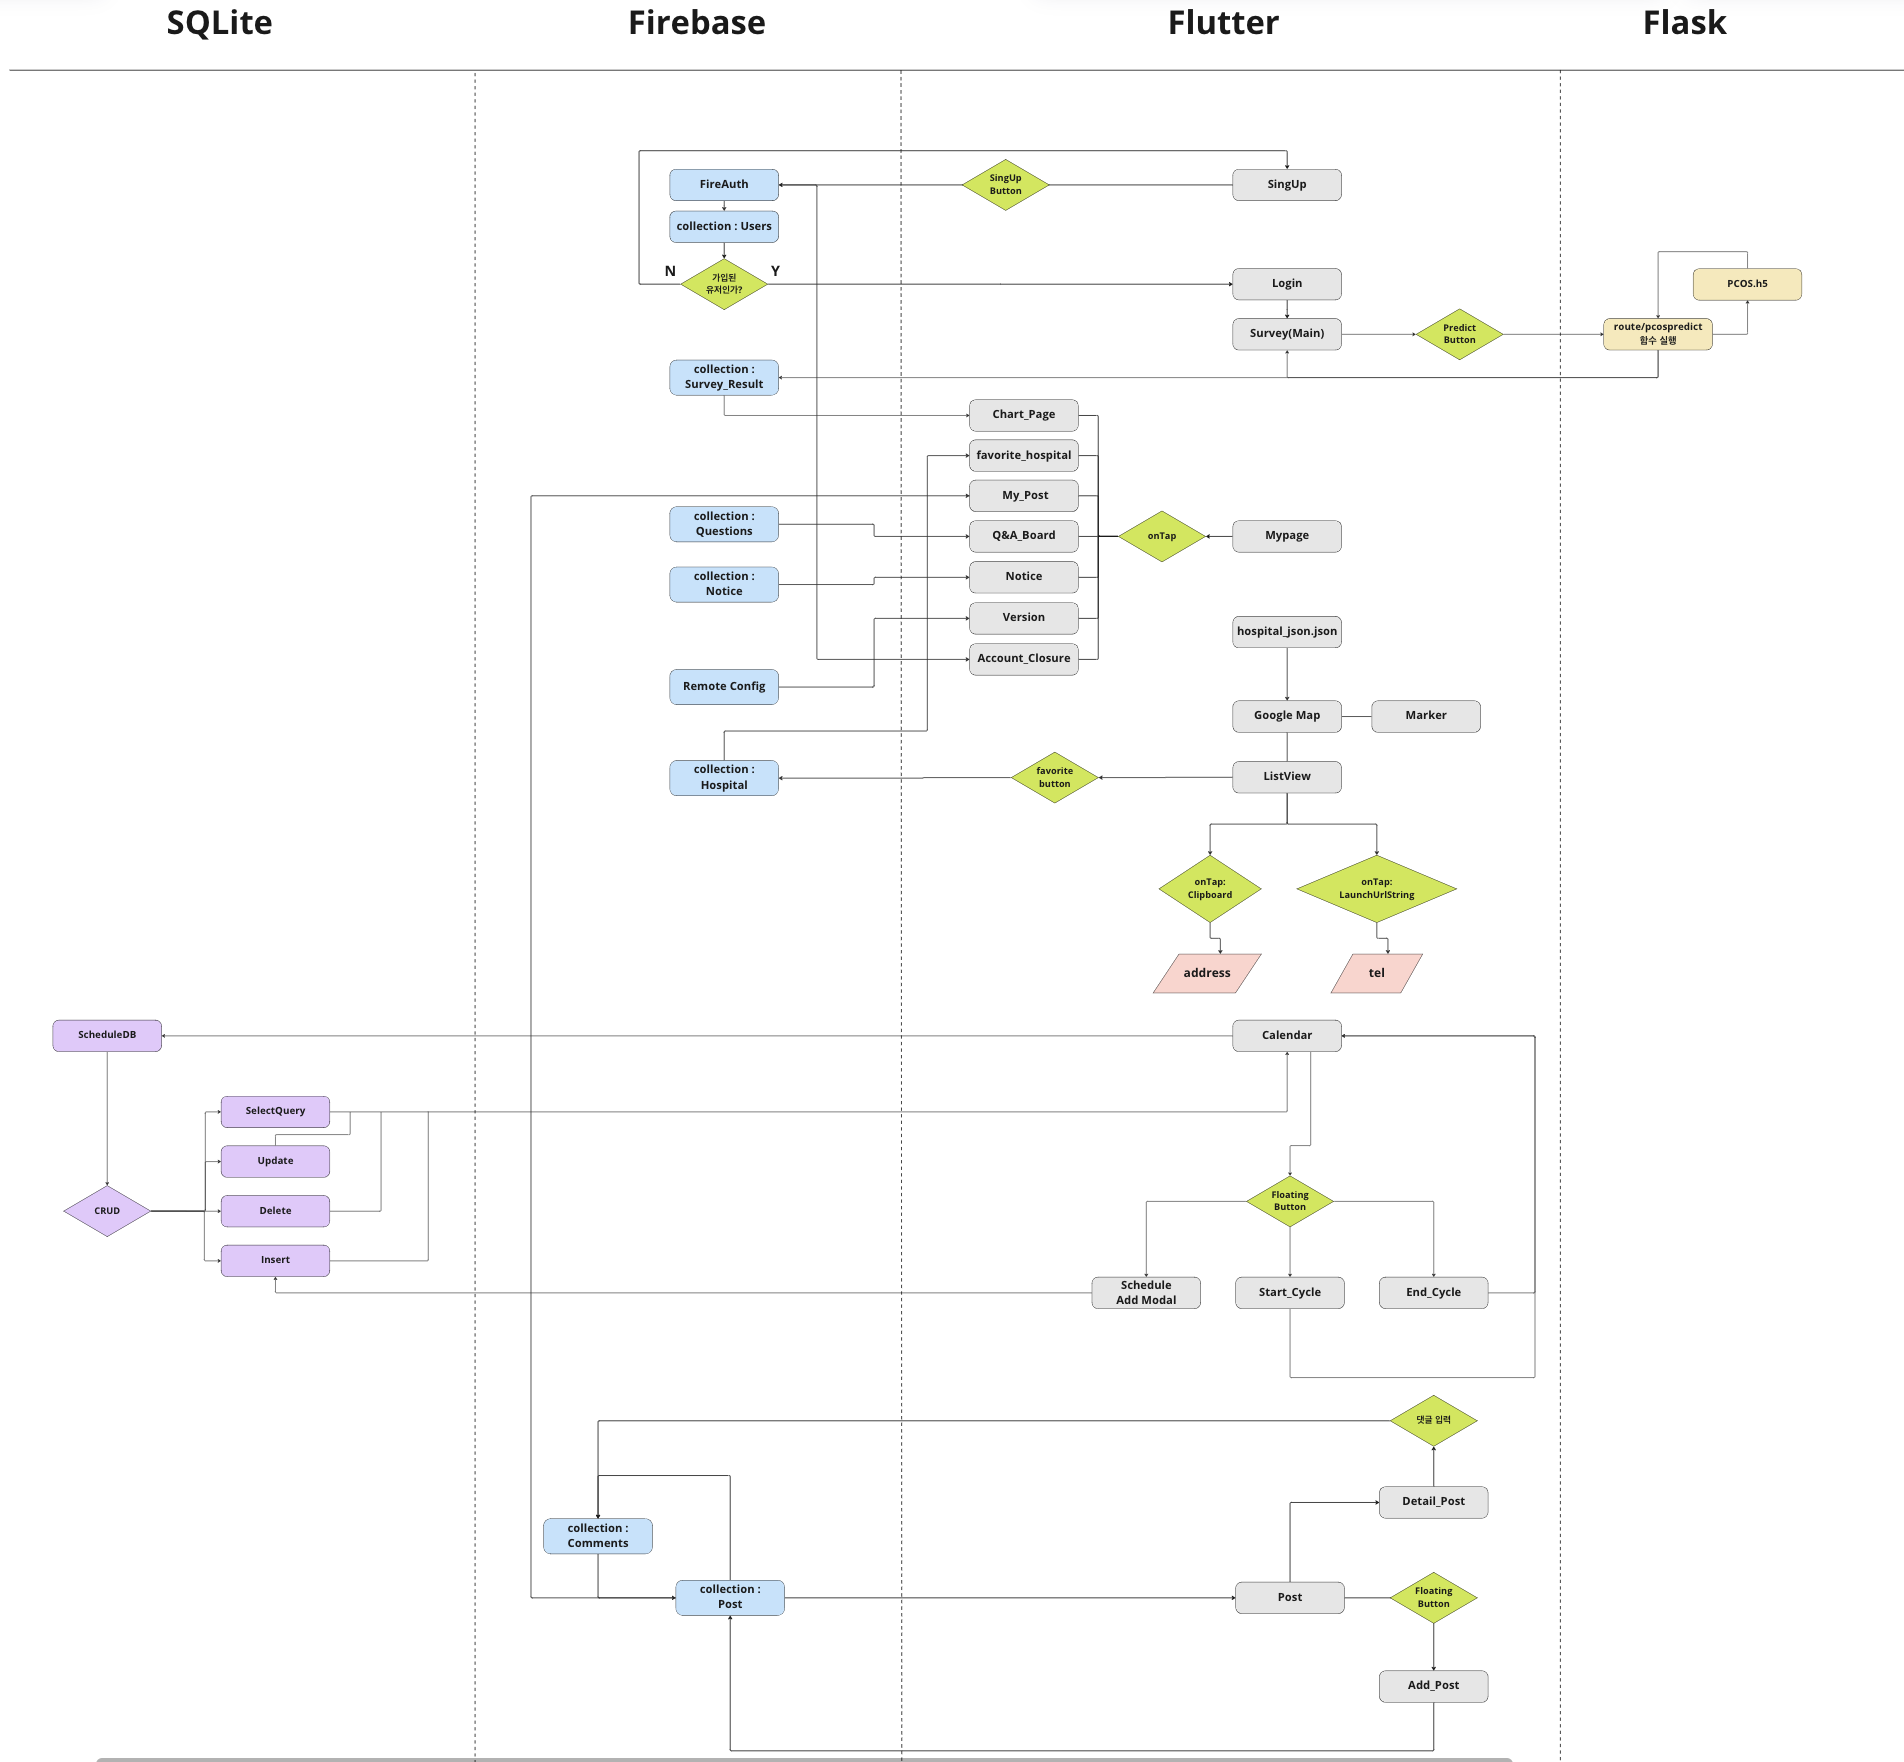 SQLite
Firebase
Flutter
Flask
FireAuth
SingUp
Button
SingUp
collection : Users
N
Y
가입된
유저인가?
Login
PCOS.h5
Survey(Main)
Predict
Button
route/pcospredict
함수 실행
collection :
Survey_Result
Chart_Page
favorite_hospital
My_Post
collection :
Questions
Q&A_Board
onTap
Mypage
collection :
Notice
Notice
Version
hospital_json.json
Account_Closure
Remote Config
Google Map
Marker
collection :
Hospital
favorite
button
ListView
onTap:
Clipboard
onTap:
LaunchUrlString
address
tel
ScheduleDB
Calendar
SelectQuery
Update
CRUD
Delete
Floating
Button
Insert
Schedule
Add Modal
Start_Cycle
End_Cycle
댓글 입력
Detail_Post
collection :
Comments
collection :
Post
Post
Floating
Button
Add_Post